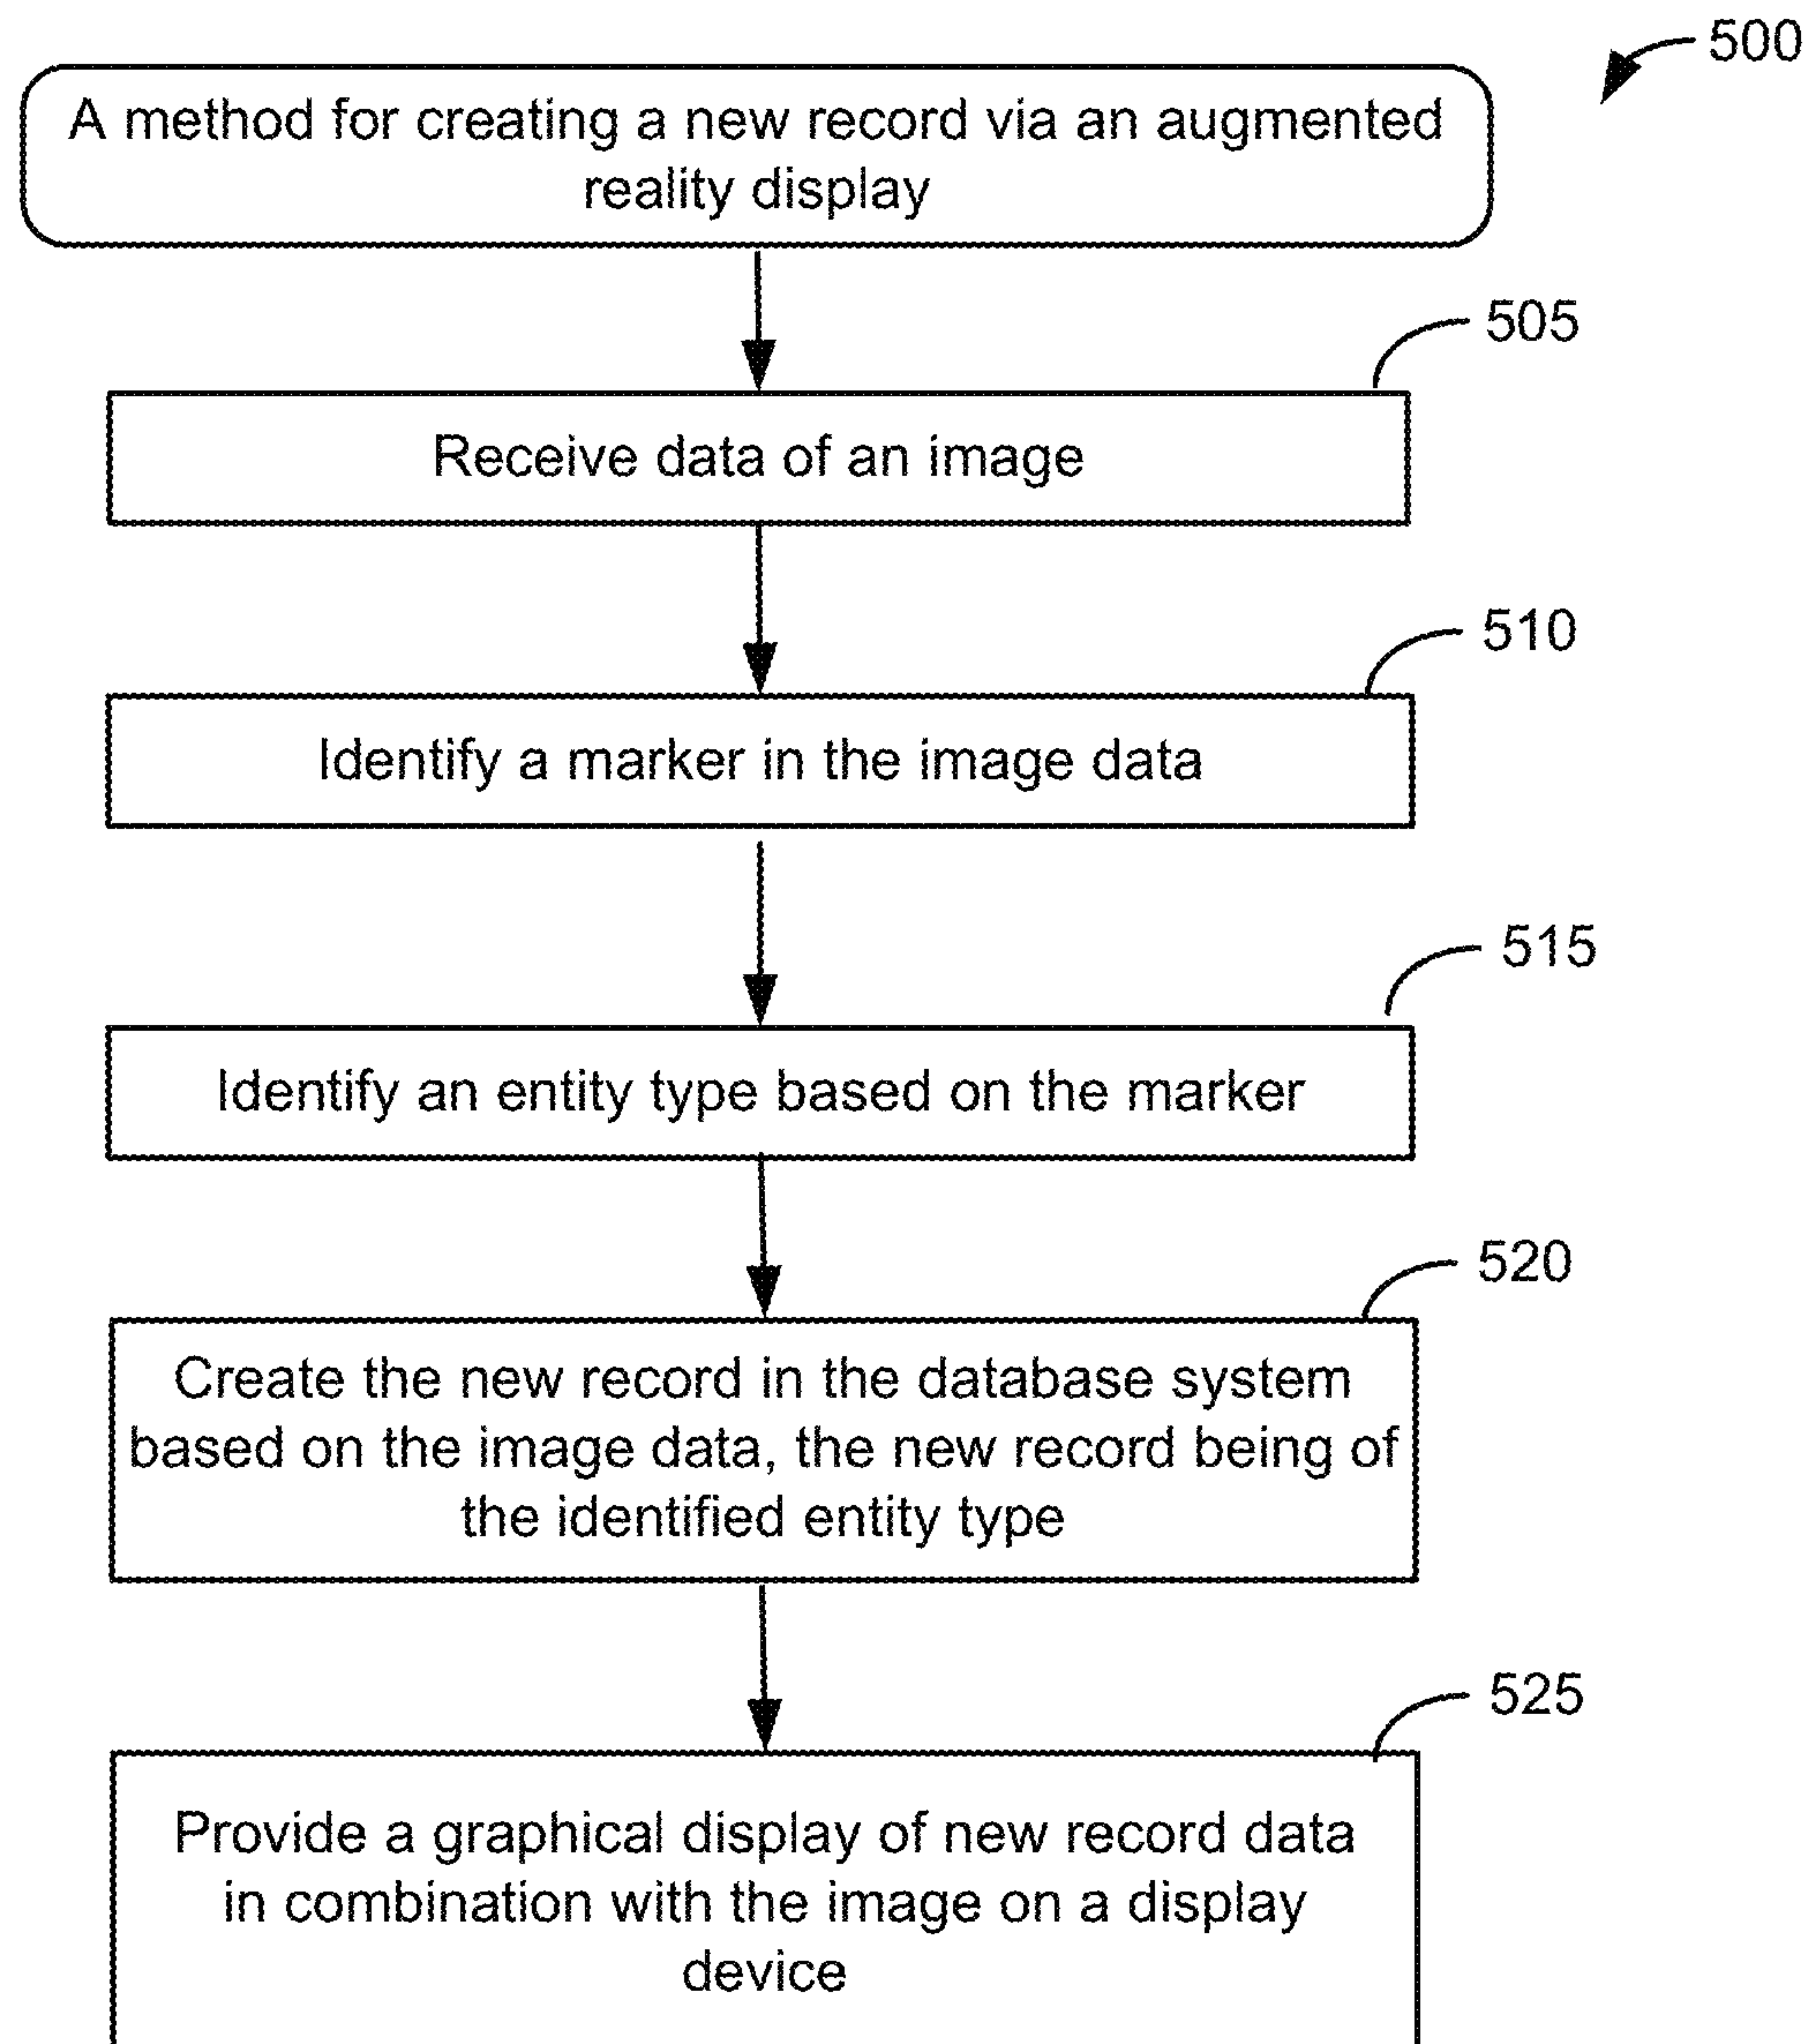 500
A method for creating a new record via an augmented
reality display
505
Receive data of an image
510
Identify a marker in the image data
515
Identify an entity type based on the marker
520
Create the new record in the database system
based on the image data, the new record being of
the identified entity type
525
Provide a graphical display of new record data
in combination with the image on a display
device